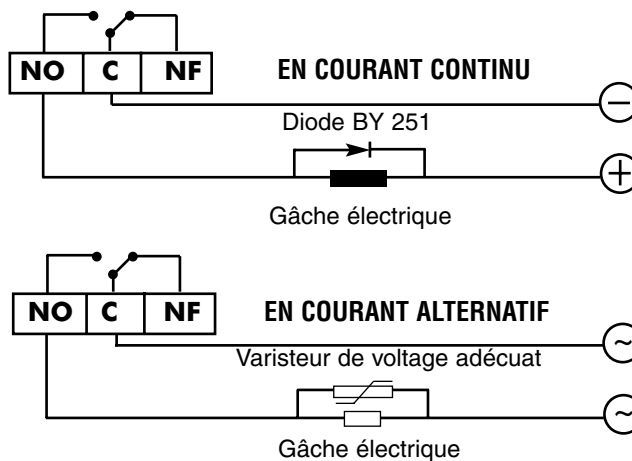 NO C NF
EN COURANT CONTINU
−
Diode BY 251
+
Gâche électrique
NO C NF
EN COURANT ALTERNATIF
~
Varisteur de voltage adécuat
~
Gâche électrique